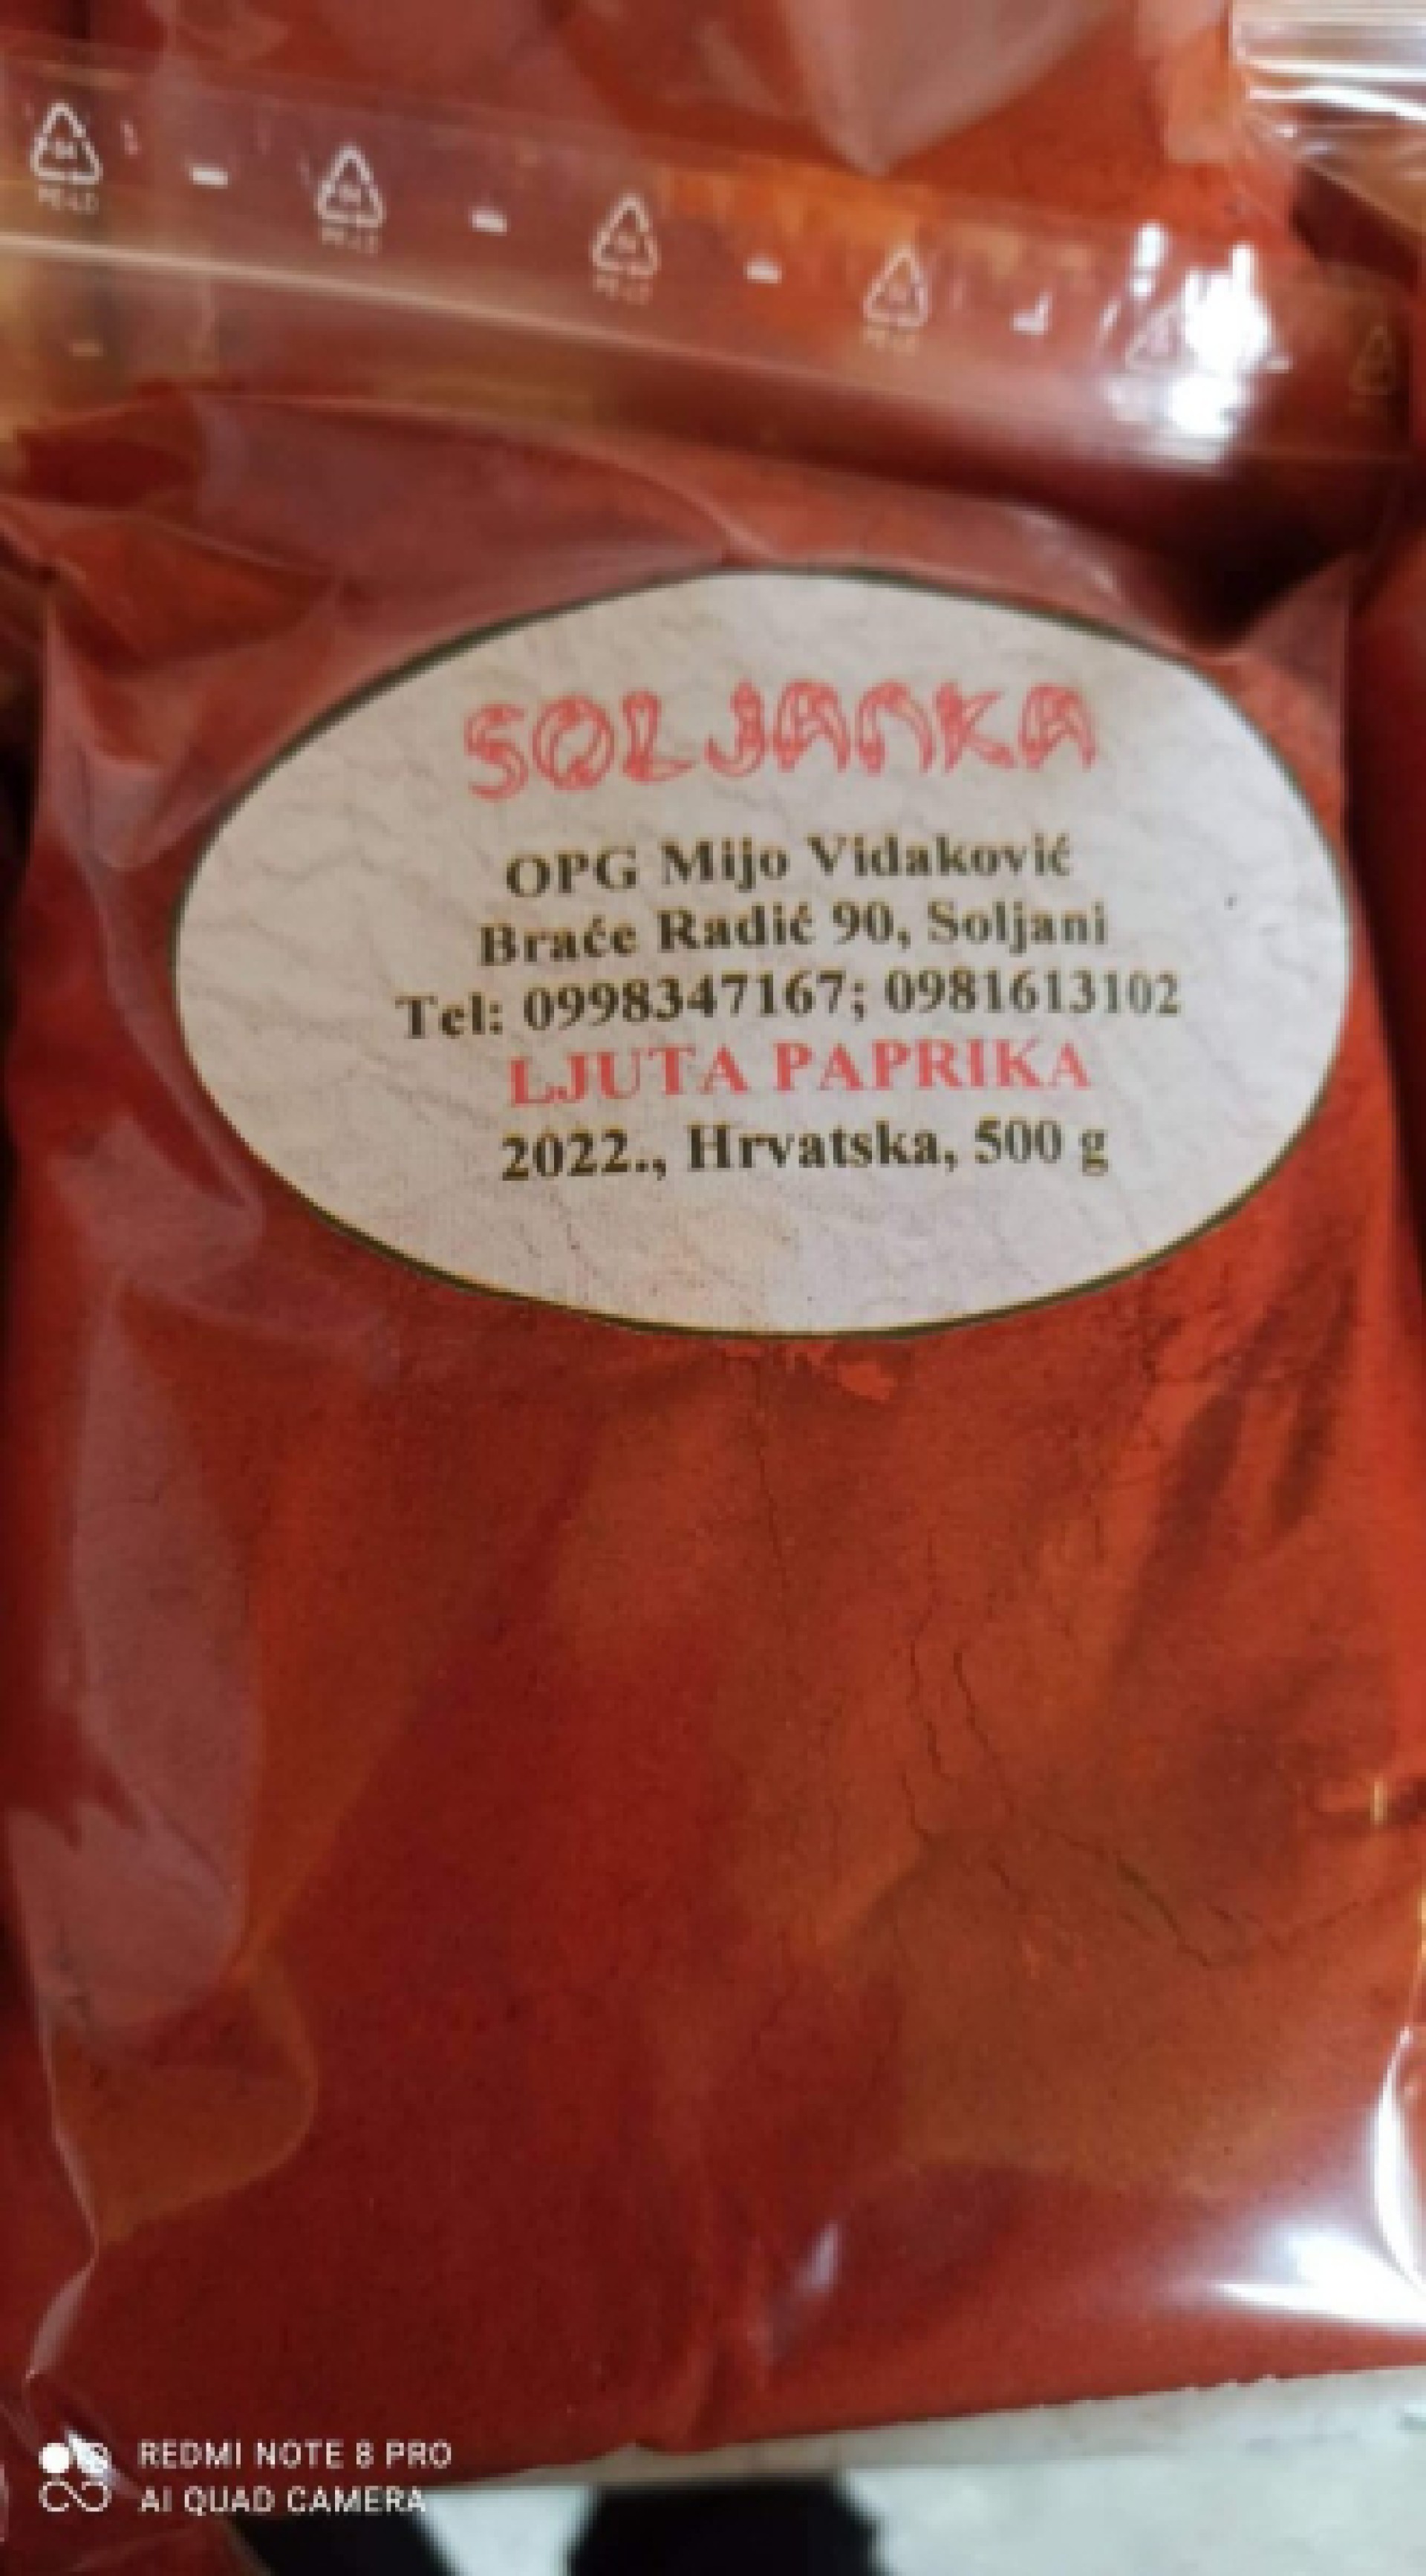 SOLJANKA
OPG Mijo Vidaković
Braće Radić 90, Soljani
Tel: 0998347167; 0981613102
LJUTA PAPRIKA
2022., Hrvatska, 500 g
REDMI NOTE 8 PRO
AI QUAD CAMERA